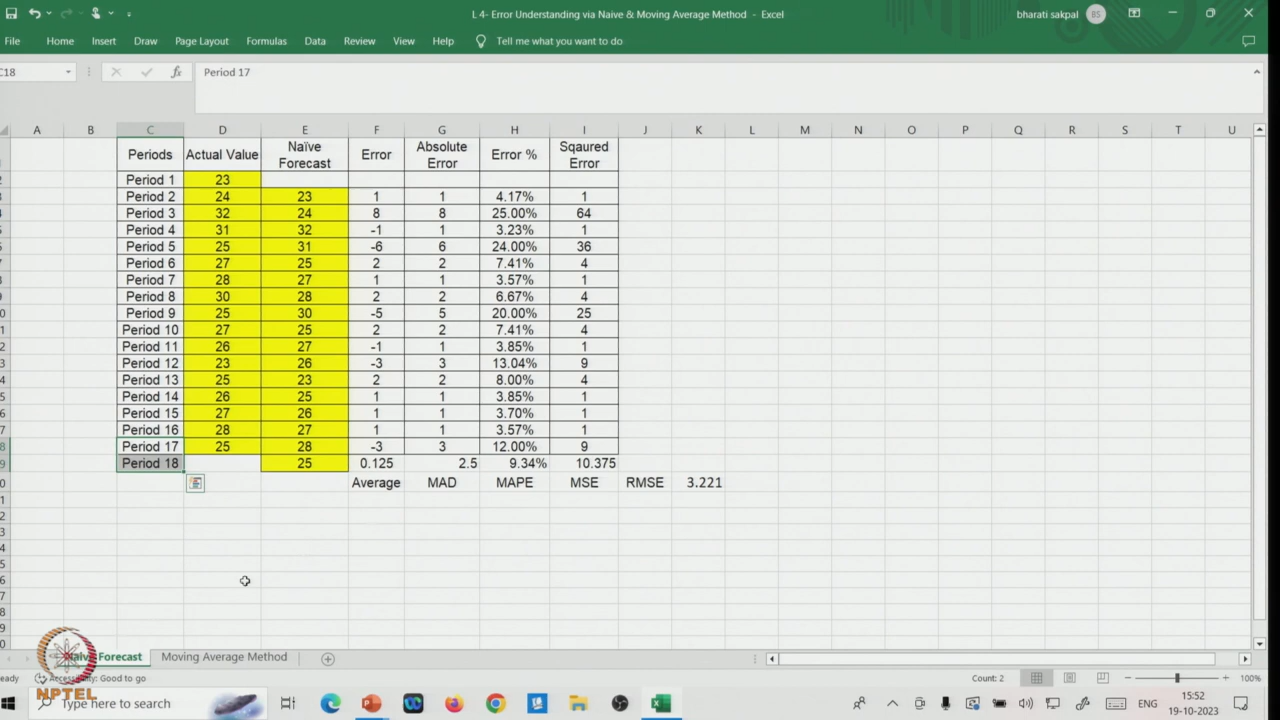 L 4- Error Understanding via Naive & Moving Average Method - Excel
bharati sakpal BS
File Home Insert Draw Page Layout Formulas Data Review View Help Tell me what you want to do
C18 fx Period 17
A B C D E F G H I J K L M N O P Q R S T U
Periods Actual Value Naïve Forecast Error Absolute Error Error % Sqaured Error
Period 1 23
Period 2 24 23 1 1 4.17% 1
Period 3 32 24 8 8 25.00% 64
Period 4 31 32 -1 1 3.23% 1
Period 5 25 31 -6 6 24.00% 36
Period 6 27 25 2 2 7.41% 4
Period 7 28 27 1 1 3.57% 1
Period 8 30 28 2 2 6.67% 4
Period 9 25 30 -5 5 20.00% 25
Period 10 27 25 2 2 7.41% 4
Period 11 26 27 -1 1 3.85% 1
Period 12 23 26 -3 3 13.04% 9
Period 13 25 23 2 2 8.00% 4
Period 14 26 25 1 1 3.85% 1
Period 15 27 26 1 1 3.70% 1
Period 16 28 27 1 1 3.57% 1
Period 17 25 28 -3 3 12.00% 9
Period 18 25 0.125 2.5 9.34% 10.375
Average MAD MAPE MSE RMSE 3.221
Naive Forecast Moving Average Method
Accessibility: Good to go Count: 2 100%
NPTEL
Type here to search
ENG 15:52
19-10-2023